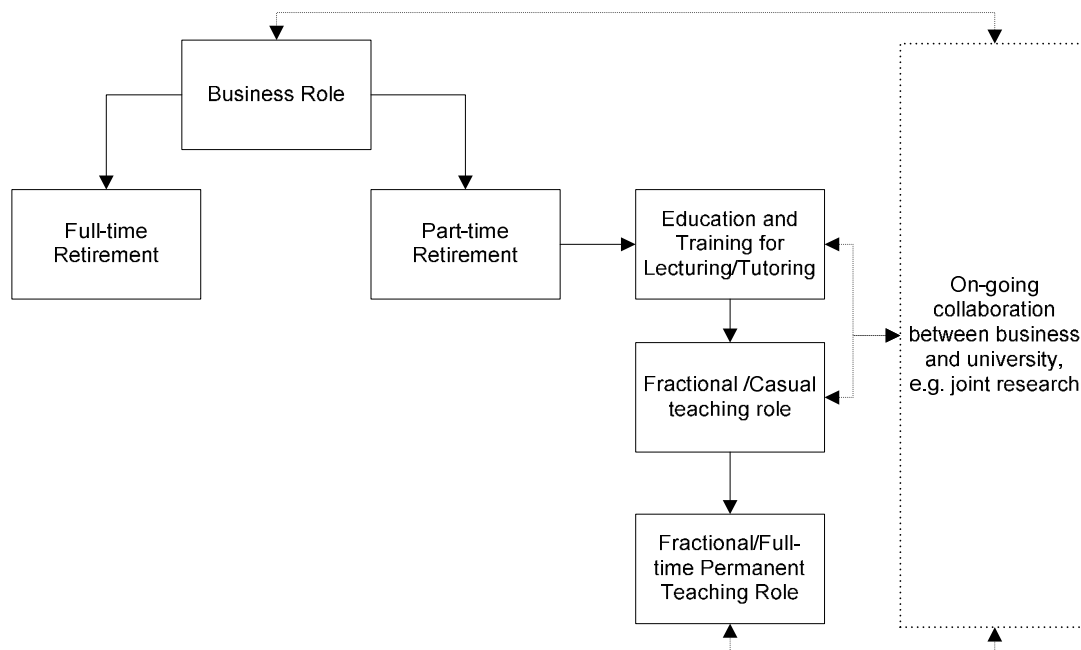 Business Role
Full-time
Retirement
Part-time
Retirement
Education and
Training for
Lecturing/Tutoring
Fractional /Casual
teaching role
Fractional/Full-
time Permanent
Teaching Role
On-going
collaboration
between business
and university,
e.g. joint research